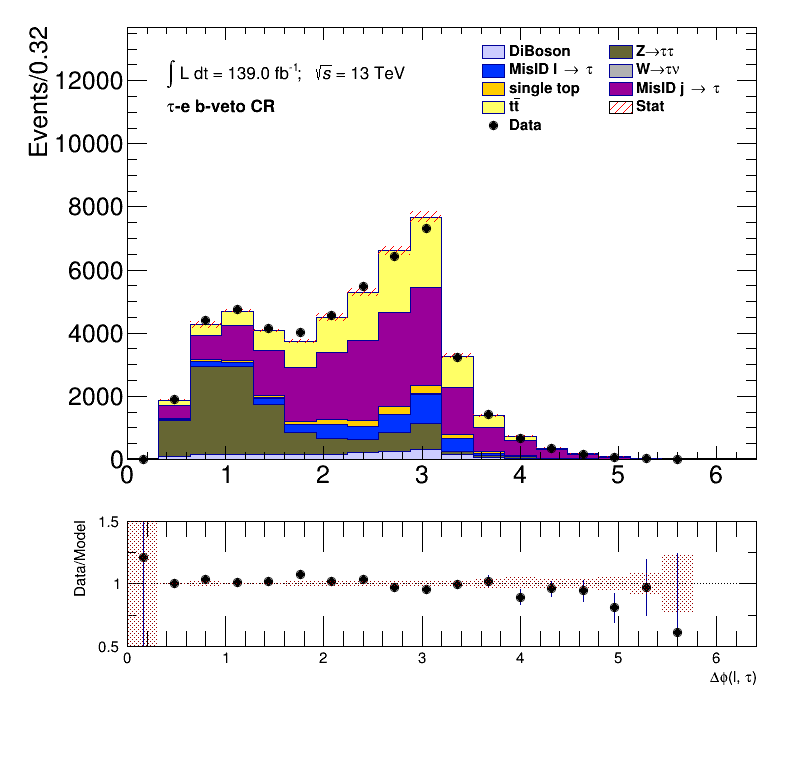 Events/0.32
∫ L dt = 139.0 fb⁻¹; √s = 13 TeV
τ-e b-veto CR
DiBoson
MisID l → τ
single top
tt̄
Data
Z→ττ
W→τν
MisID j → τ
Stat
12000
10000
8000
6000
4000
2000
0
0 1 2 3 4 5 6
Data/Model
1.5
1
0.5
0 1 2 3 4 5 6
Δϕ(l, τ)